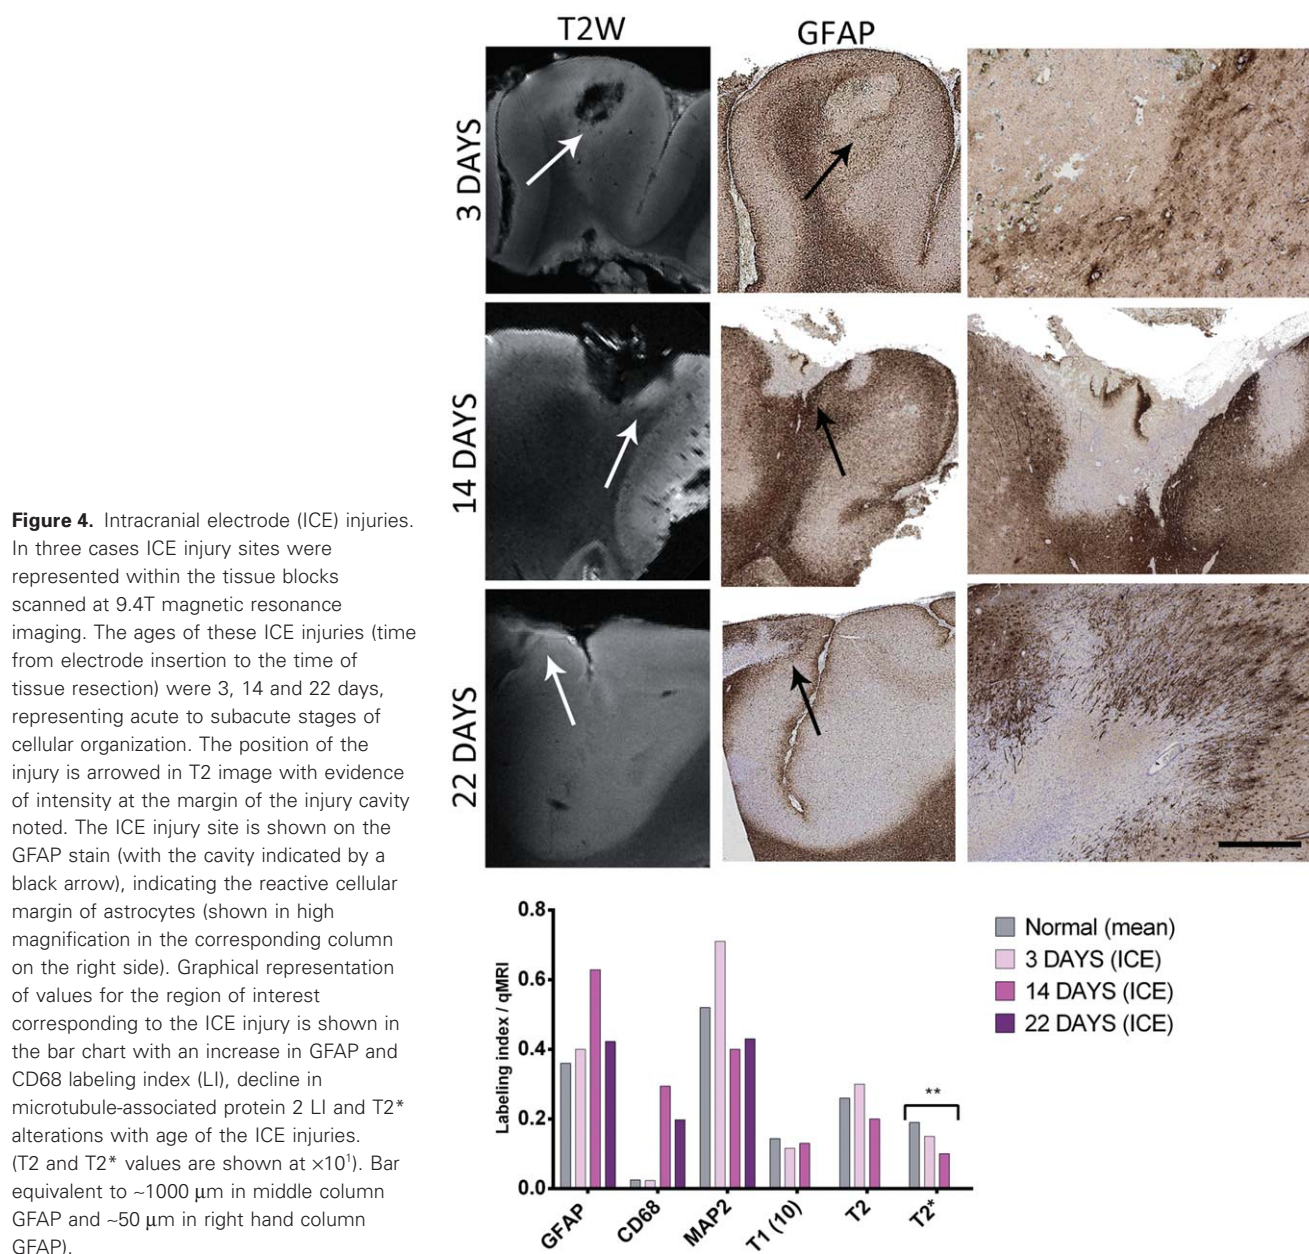 T2W
GFAP
3 DAYS
14 DAYS
22 DAYS
Figure 4. Intracranial electrode (ICE) injuries.
In three cases ICE injury sites were
represented within the tissue blocks
scanned at 9.4T magnetic resonance
imaging. The ages of these ICE injuries (time
from electrode insertion to the time of
tissue resection) were 3, 14 and 22 days,
representing acute to subacute stages of
cellular organization. The position of the
injury is arrowed in T2 image with evidence
of intensity at the margin of the injury cavity
noted. The ICE injury site is shown on the
GFAP stain (with the cavity indicated by a
black arrow), indicating the reactive cellular
margin of astrocytes (shown in high
magnification in the corresponding column
on the right side). Graphical representation
of values for the region of interest
corresponding to the ICE injury is shown in
the bar chart with an increase in GFAP and
CD68 labeling index (LI), decline in
microtubule-associated protein 2 LI and T2*
alterations with age of the ICE injuries.
(T2 and T2* values are shown at ×10¹). Bar
equivalent to ~1000 μm in middle column
GFAP and ~50 μm in right hand column
GFAP).
Labeling index / qMRI
0.8
0.6
0.4
0.2
0.0
**
GFAP
CD68
MAP2
T1 (10)
T2
T2*
Normal (mean)
3 DAYS (ICE)
14 DAYS (ICE)
22 DAYS (ICE)